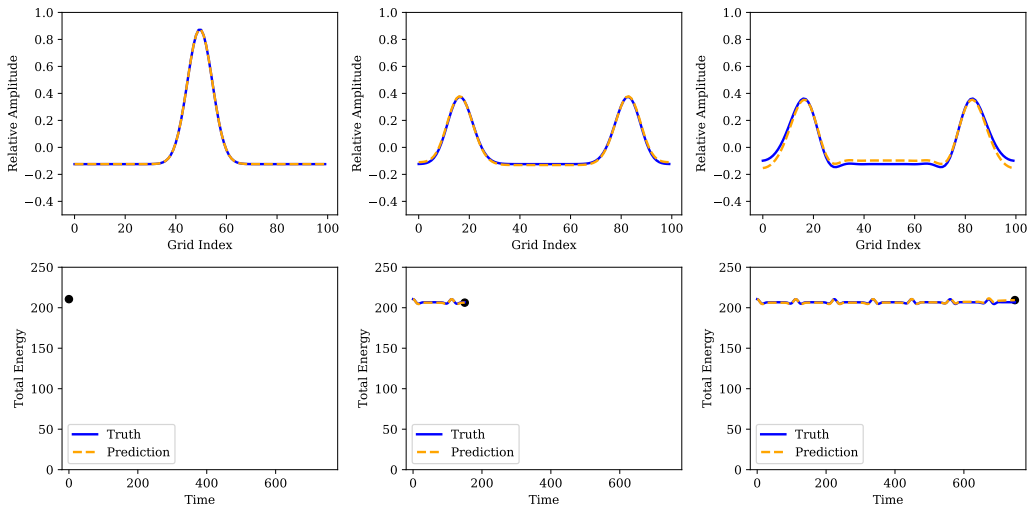 1.0
0.8
0.6
0.4
0.2
0.0
−0.2
−0.4
Relative Amplitude
0 20 40 60 80 100
Grid Index
1.0
0.8
0.6
0.4
0.2
0.0
−0.2
−0.4
Relative Amplitude
0 20 40 60 80 100
Grid Index
1.0
0.8
0.6
0.4
0.2
0.0
−0.2
−0.4
Relative Amplitude
0 20 40 60 80 100
Grid Index
250
200
150
100
50
0
Total Energy
Truth
Prediction
0 200 400 600
Time
250
200
150
100
50
0
Total Energy
Truth
Prediction
0 200 400 600
Time
250
200
150
100
50
0
Total Energy
Truth
Prediction
0 200 400 600
Time